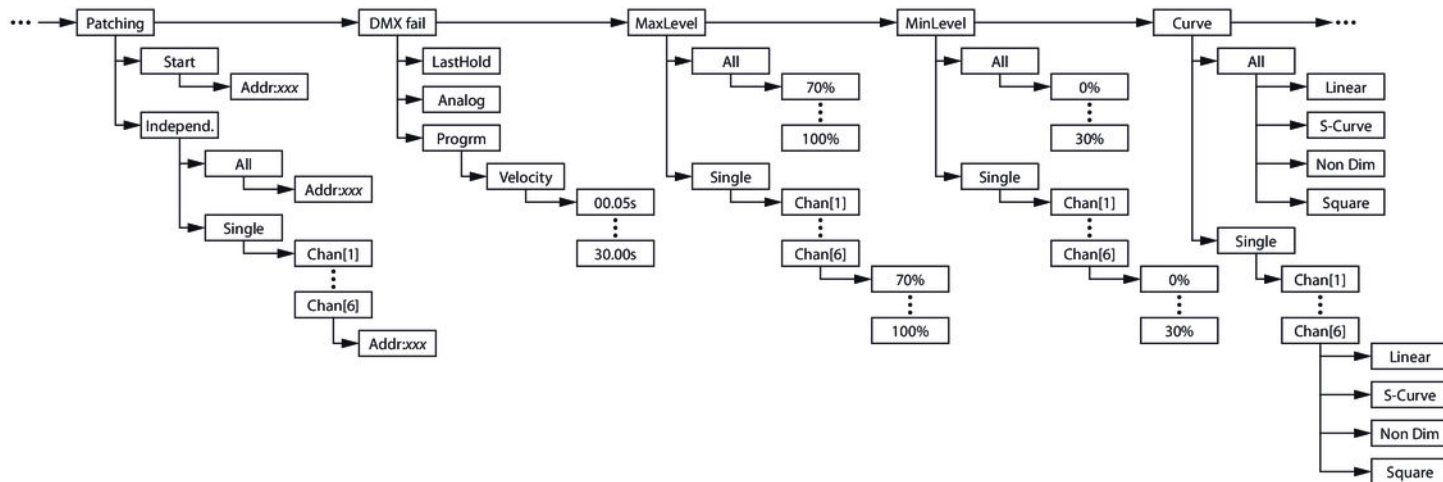 Patching
DMX fail
MaxLevel
MinLevel
Curve
Start
Addr:xxx
Independ.
All
Addr:xxx
Single
Chan[1]
Chan[6]
Addr:xxx
LastHold
Analog
Progrm
Velocity
00.05s
30.00s
All
70%
100%
Single
Chan[1]
Chan[6]
70%
100%
All
0%
30%
Single
Chan[1]
Chan[6]
0%
30%
All
Linear
S-Curve
Non Dim
Square
Single
Chan[1]
Chan[6]
Linear
S-Curve
Non Dim
Square